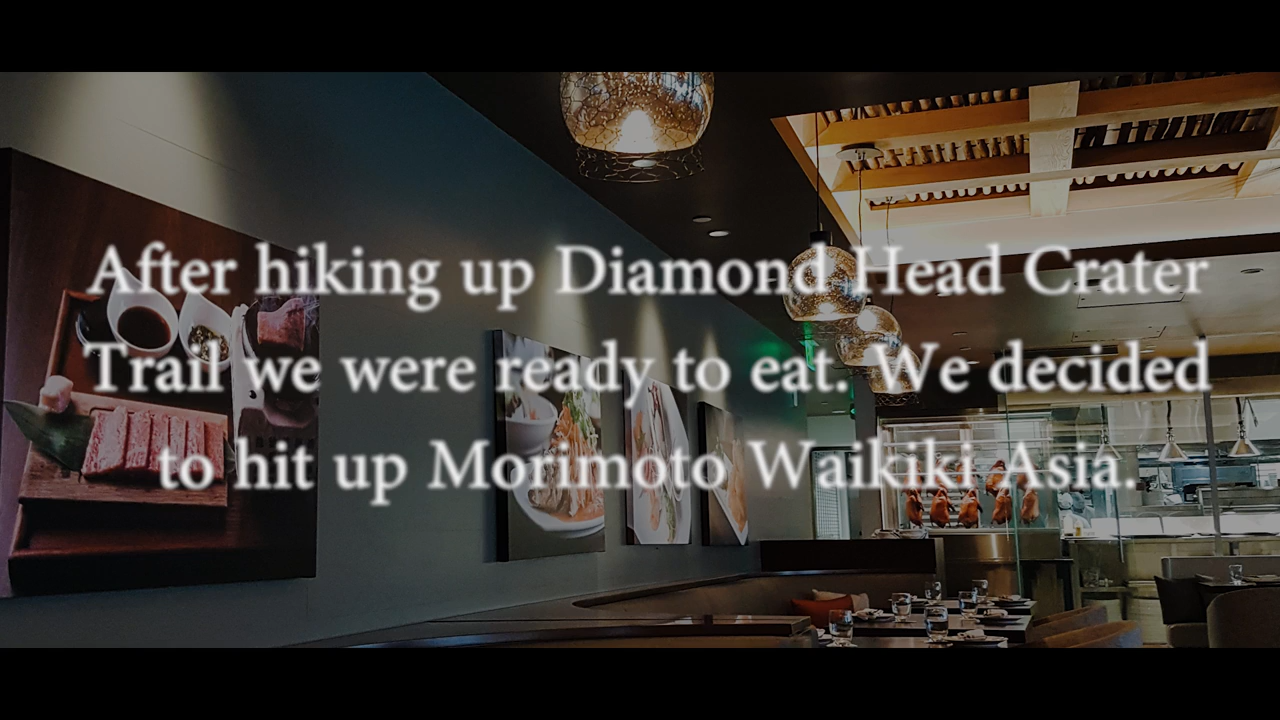 After hiking up Diamond Head Crater
Trail we were ready to eat. We decided
to hit up Morimoto Waikiki Asia.